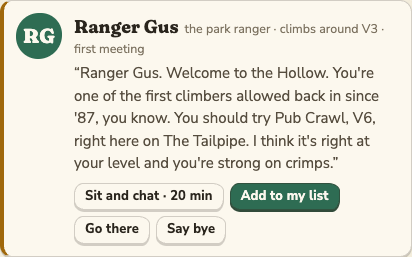 RG
Ranger Gus the park ranger · climbs around V3 ·
first meeting
“Ranger Gus. Welcome to the Hollow. You're
one of the first climbers allowed back in since
'87, you know. You should try Pub Crawl, V6,
right here on The Tailpipe. I think it's right at
your level and you're strong on crimps.”
Sit and chat · 20 min Add to my list
Go there Say bye